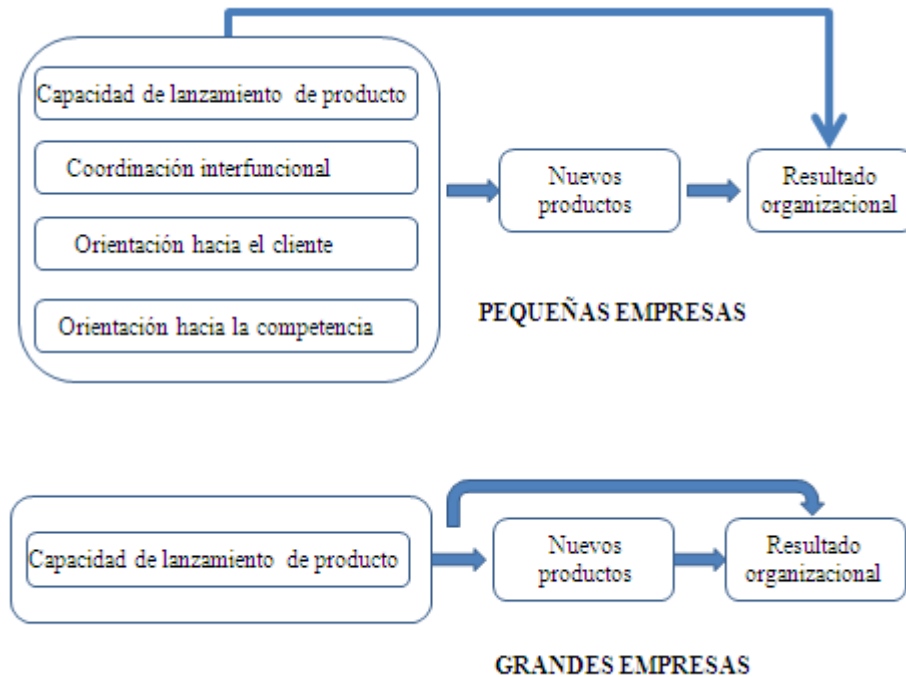 Capacidad de lanzamiento de producto
Coordinación interfuncional
Orientación hacia el cliente
Orientación hacia la competencia
Nuevos
productos
Resultado
organizacional
PEQUEÑAS EMPRESAS
Capacidad de lanzamiento de producto
Nuevos
productos
Resultado
organizacional
GRANDES EMPRESAS